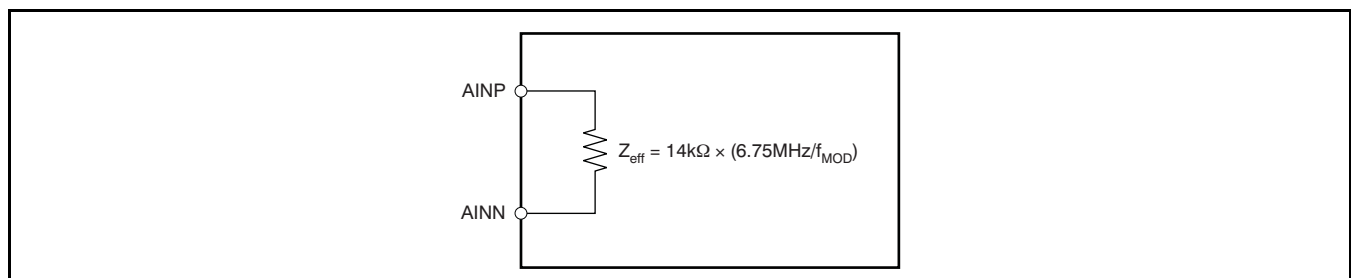 AINP
Z_eff = 14kΩ × (6.75MHz/f_MOD)
AINN